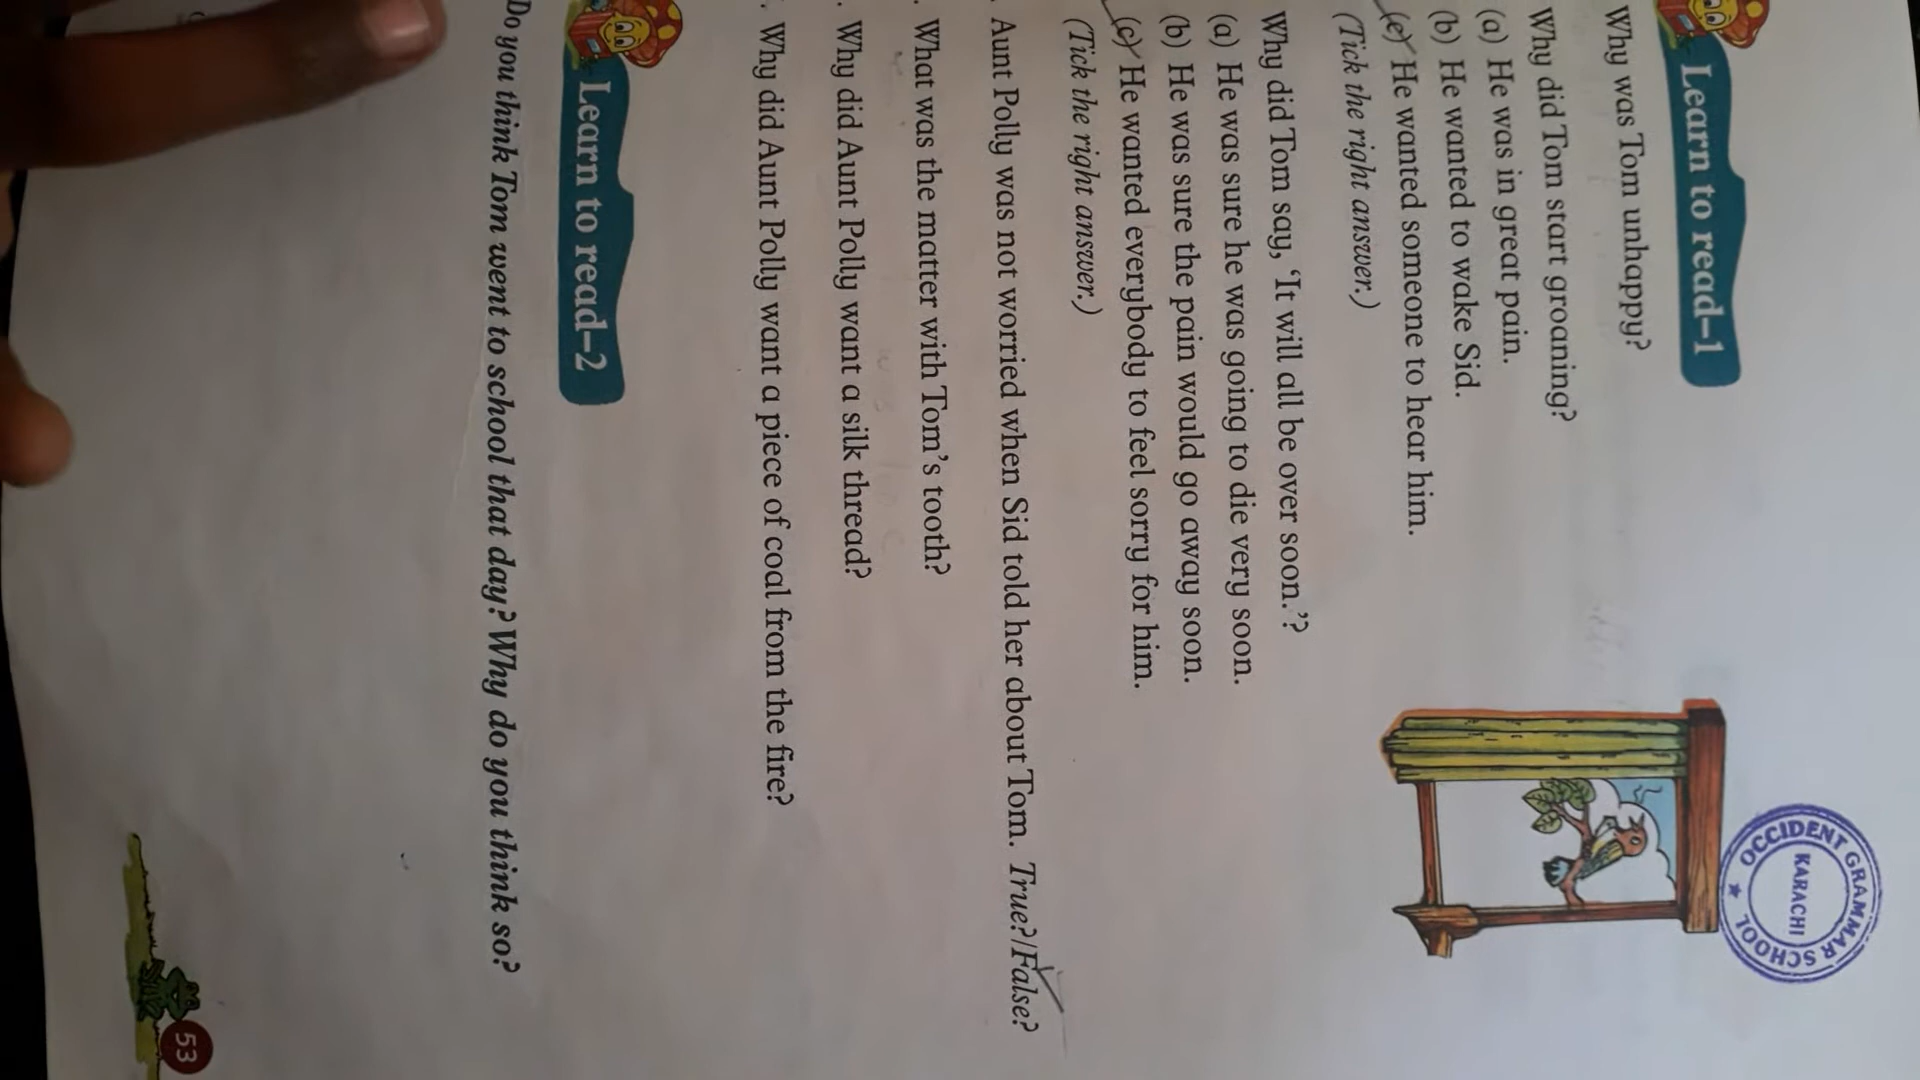 Learn to read–1
OCCIDENT GRAMMAR SCHOOL
KARACHI
Why was Tom unhappy?
Why did Tom start groaning?
(a) He was in great pain.
(b) He wanted to wake Sid.
(c) He wanted someone to hear him.
(Tick the right answer.)
Why did Tom say, ‘It will all be over soon.’?
(a) He was sure he was going to die very soon.
(b) He was sure the pain would go away soon.
(c) He wanted everybody to feel sorry for him.
(Tick the right answer.)
. Aunt Polly was not worried when Sid told her about Tom. True?/False?
. What was the matter with Tom’s tooth?
. Why did Aunt Polly want a silk thread?
. Why did Aunt Polly want a piece of coal from the fire?
Learn to read–2
Do you think Tom went to school that day? Why do you think so?
53